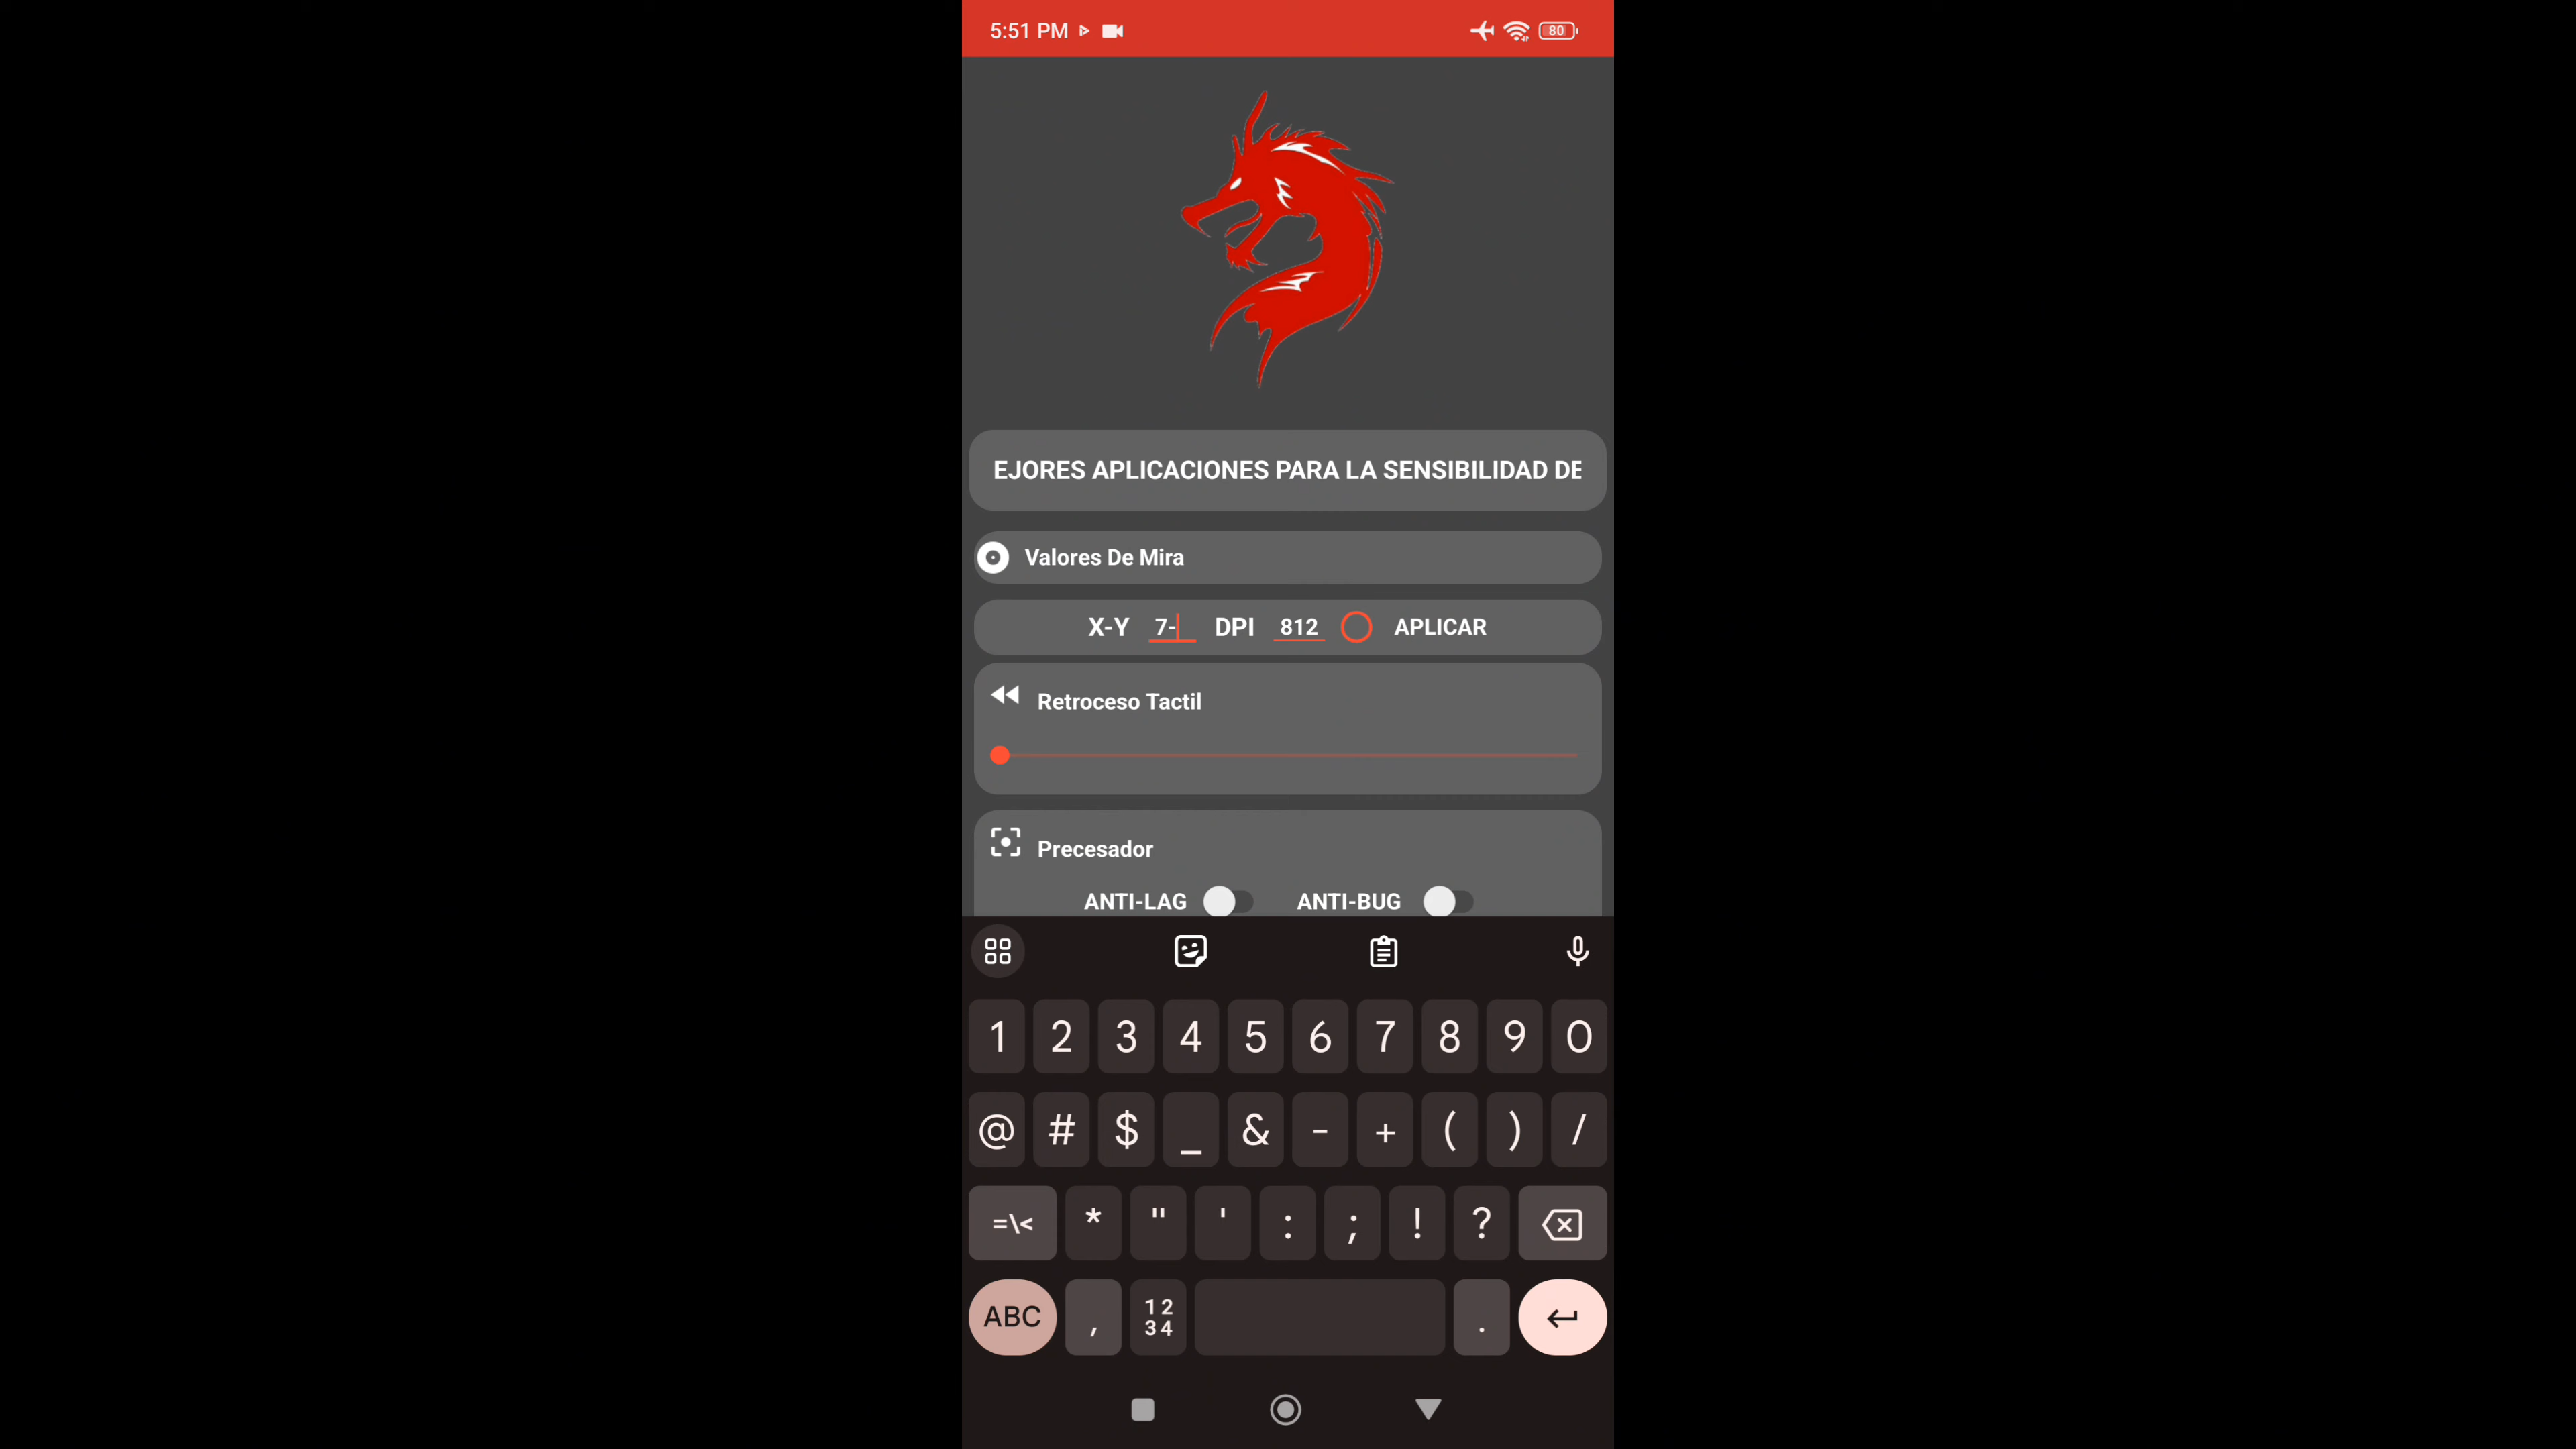 5:51 PM 80
EJORES APLICACIONES PARA LA SENSIBILIDAD DE
Valores De Mira
X-Y 7- DPI 812 APLICAR
Retroceso Tactil
Precesador
ANTI-LAG ANTI-BUG
1 2 3 4 5 6 7 8 9 0
@ # $ _ & - + ( ) /
=\< * " ' : ; ! ?
ABC , 12 34 .